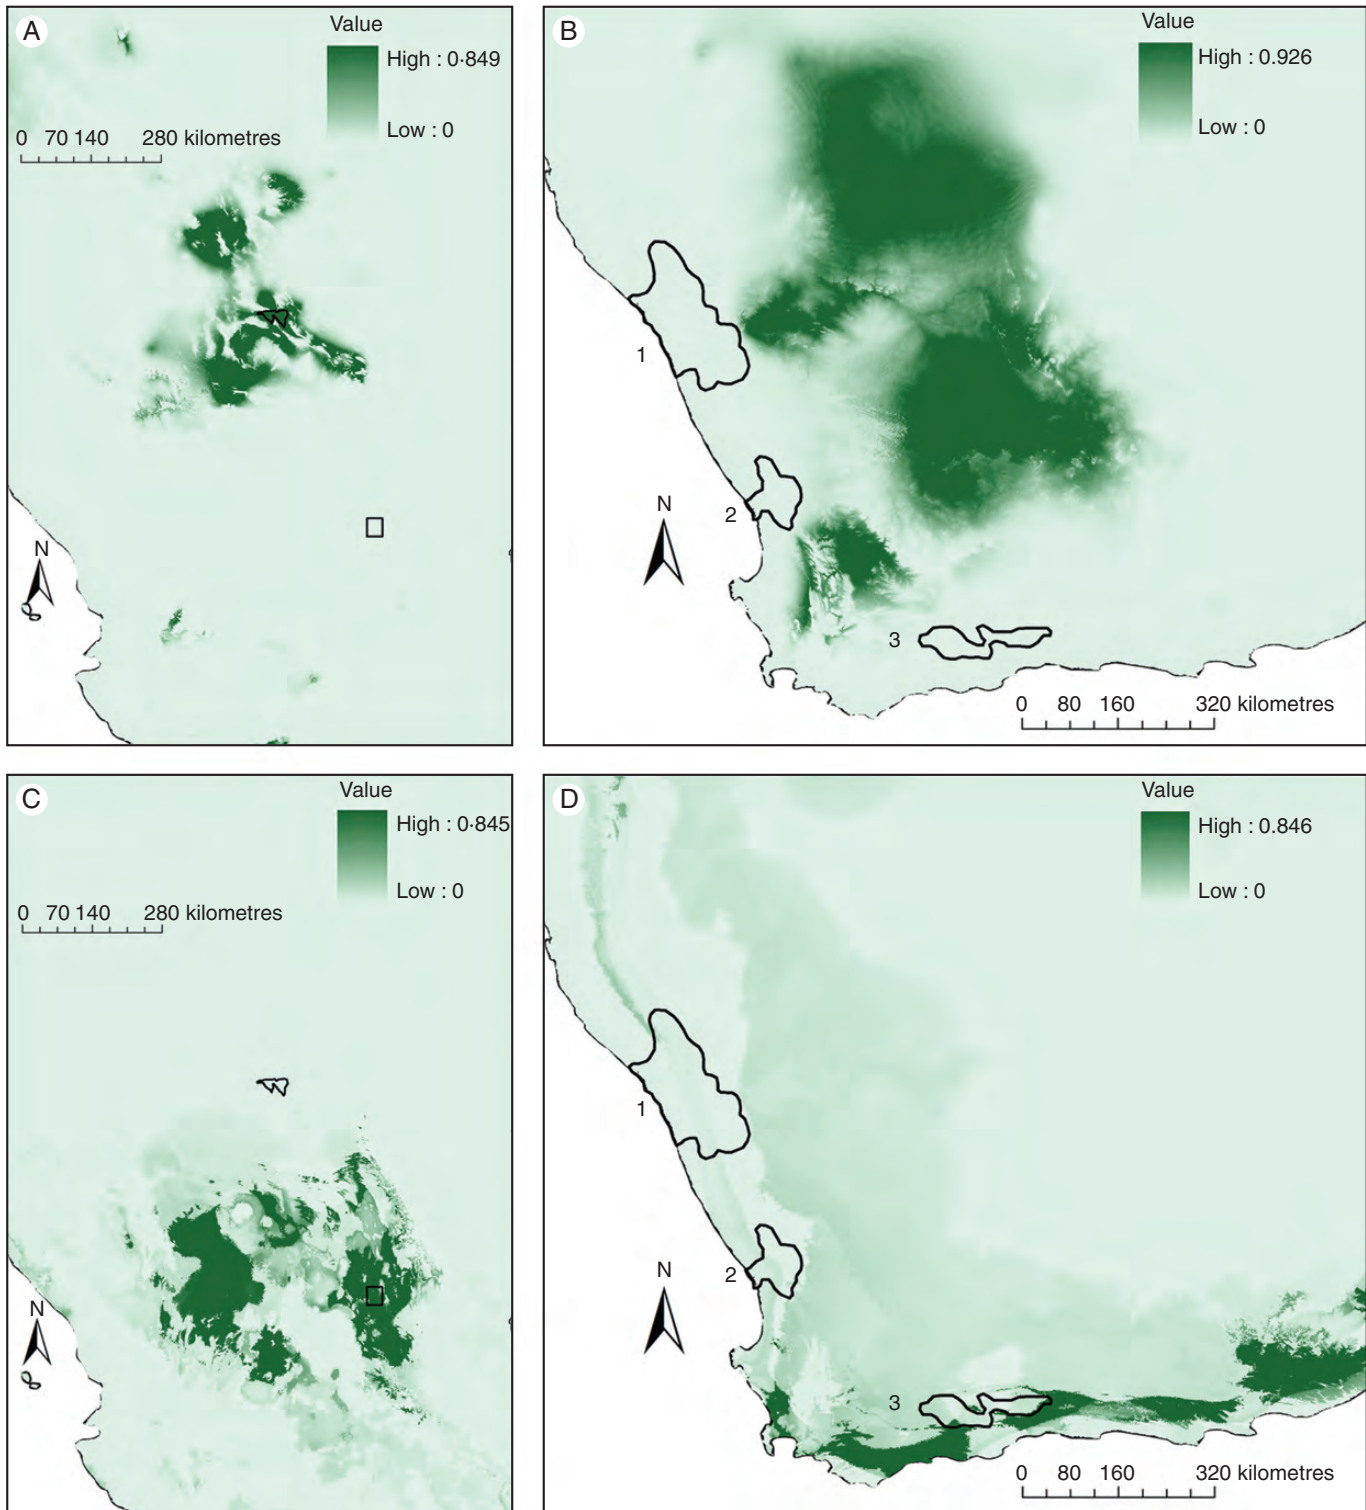 A
Value
High : 0·849
Low : 0
0 70 140 280 kilometres
N
B
Value
High : 0.926
Low : 0
1
2
N
3
0 80 160 320 kilometres
C
Value
High : 0·845
Low : 0
0 70 140 280 kilometres
N
D
Value
High : 0.846
Low : 0
1
2
N
3
0 80 160 320 kilometres